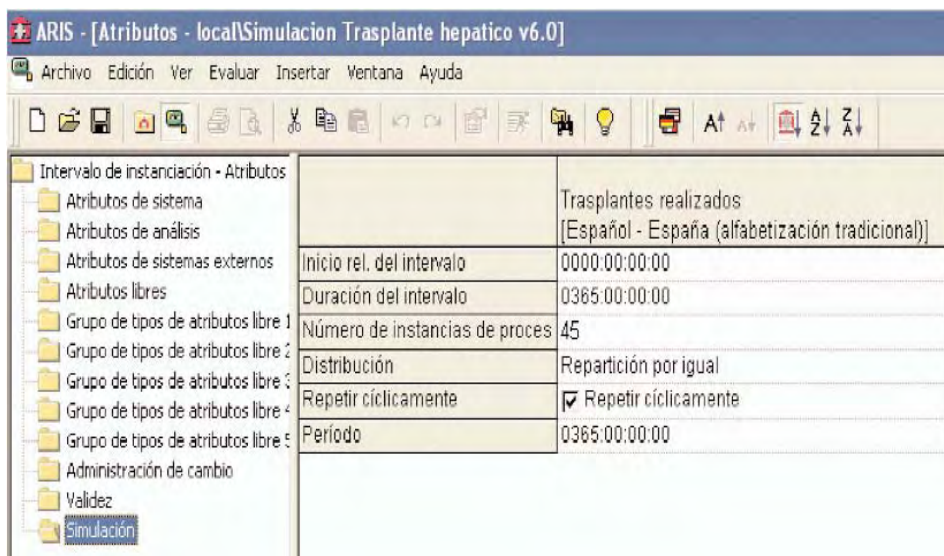 ARIS - [Atributos - local\Simulacion Trasplante hepatico v6.0]
Archivo Edición Ver Evaluar Insertar Ventana Ayuda
Intervalo de instanciación - Atributos
Atributos de sistema
Atributos de análisis
Atributos de sistemas externos
Atributos libres
Grupo de tipos de atributos libre 1
Grupo de tipos de atributos libre 2
Grupo de tipos de atributos libre 3
Grupo de tipos de atributos libre 4
Grupo de tipos de atributos libre 5
Administración de cambio
Validez
Simulación
Trasplantes realizados
[Español - España (alfabetización tradicional)]
Inicio rel. del intervalo 0000:00:00:00
Duración del intervalo 0365:00:00:00
Número de instancias de proces 45
Distribución Repartición por igual
Repetir cíclicamente Repetir cíclicamente
Período 0365:00:00:00